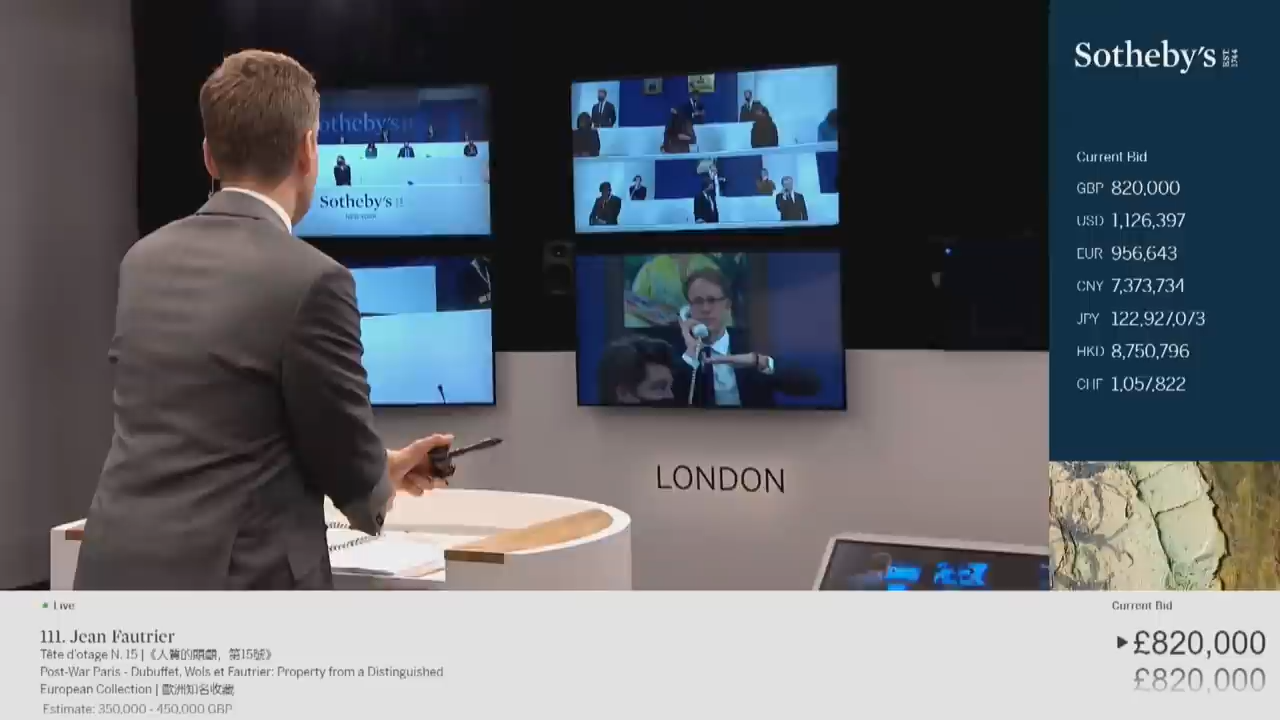 Sotheby's
Sotheby's
NEW YORK
LONDON
Sotheby's EST. 1744
Current Bid
GBP 820,000
USD 1,126,397
EUR 956,643
CNY 7,373,734
JPY 122,927,073
HKD 8,750,796
CHF 1,057,822
Live
111. Jean Fautrier
Tête d'otage N. 15 | 《人質的頭顱，第15號》
Post-War Paris - Dubuffet, Wols et Fautrier: Property from a Distinguished
European Collection | 歐洲知名收藏
Estimate: 350,000 - 450,000 GBP
Current Bid
£820,000
£820,000